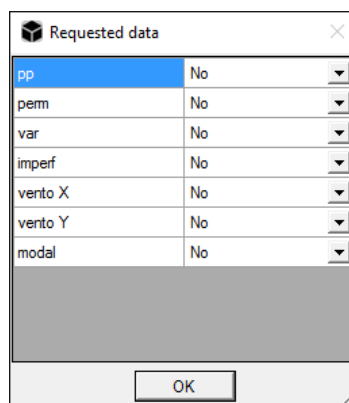 Requested data
pp No
perm No
var No
imperf No
vento X No
vento Y No
modal No
OK